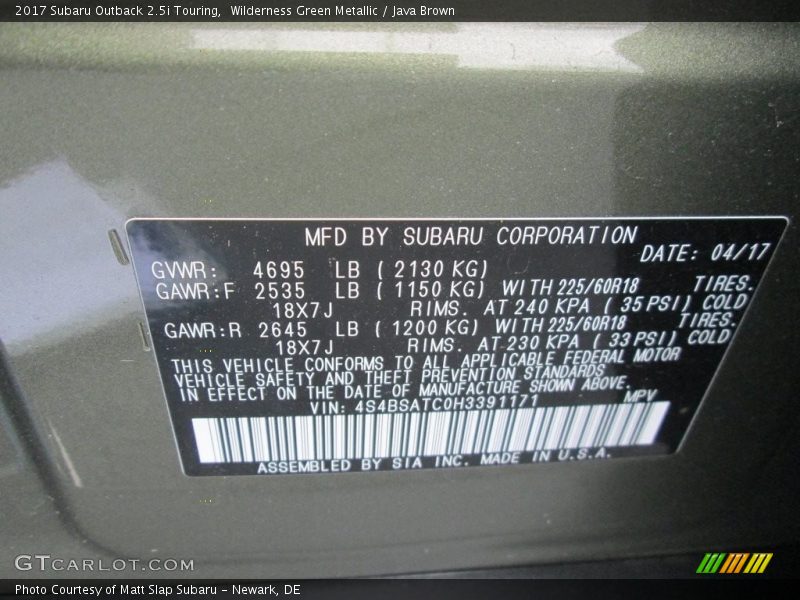 2017 Subaru Outback 2.5i Touring, Wilderness Green Metallic / Java Brown
MFD BY SUBARU CORPORATION
DATE: 04/17
GVWR: 4695 LB ( 2130 KG)
GAWR:F 2535 LB ( 1150 KG) WITH 225/60R18 TIRES.
18X7J RIMS. AT 240 KPA ( 35 PSI) COLD
GAWR:R 2645 LB ( 1200 KG) WITH 225/60R18 TIRES.
18X7J RIMS. AT 230 KPA ( 33 PSI) COLD
THIS VEHICLE CONFORMS TO ALL APPLICABLE FEDERAL MOTOR
VEHICLE SAFETY AND THEFT PREVENTION STANDARDS
IN EFFECT ON THE DATE OF MANUFACTURE SHOWN ABOVE.
VIN: 4S4BSATC0H3391171 MPV
ASSEMBLED BY SIA INC. MADE IN U.S.A.
GTCARLOT.COM
Photo Courtesy of Matt Slap Subaru - Newark, DE